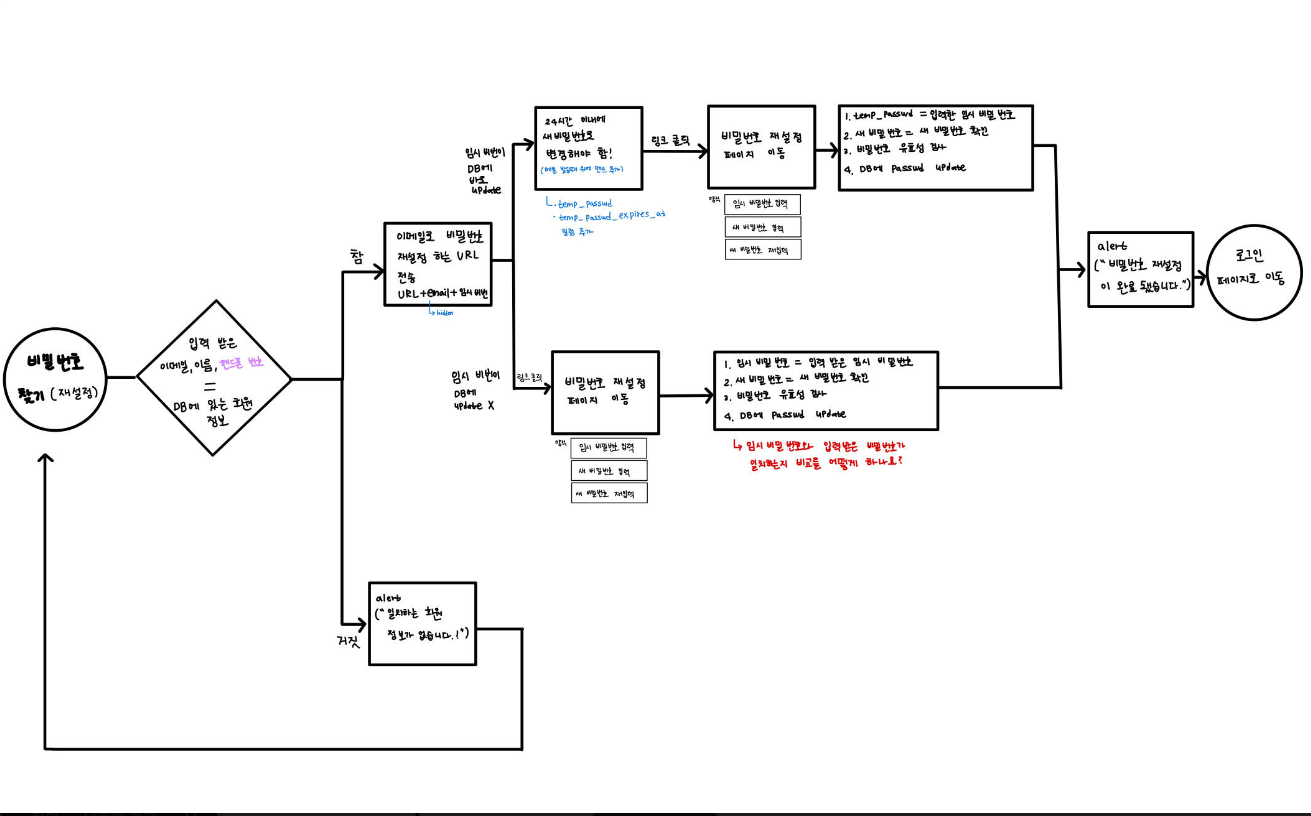 비밀번호
찾기 (재설정)
입력 받은
이메일, 이름, 핸드폰 번호
=
DB에 있는 회원
정보
참
이메일로 비밀번호
재설정 하는 URL
전송
URL+email+임시 비번
hidden
임시 비번이
DB에
바로
update
24시간 이내에
새 비밀번호로
변경해야 함!
temp_passwd
· temp_passwd_expires_at
컬럼 추가
링크 클릭
비밀번호 재설정
페이지 이동
임시 비밀번호 입력
새 비밀번호 입력
새 비밀번호 재입력
1. temp_passwd = 입력한 임시 비밀번호
2. 새 비밀번호 = 새 비밀번호 확인
3. 비밀번호 유효성 검사
4. DB에 passwd update
임시 비번이
DB에
update X
링크클릭
비밀번호 재설정
페이지 이동
임시 비밀번호 입력
새 비밀번호 입력
새 비밀번호 재입력
1. 임시 비밀번호 = 입력 받은 임시 비밀번호
2. 새 비밀번호 = 새 비밀번호 확인
3. 비밀번호 유효성 검사
4. DB에 passwd update
임시 비밀번호와 입력받은 비밀번호가
일치하는지 비교를 어떻게 하나요?
alert
("비밀번호 재설정
이 완료 됐습니다.")
로그인
페이지로 이동
거짓
alert
("일치하는 회원
정보가 없습니다.!")